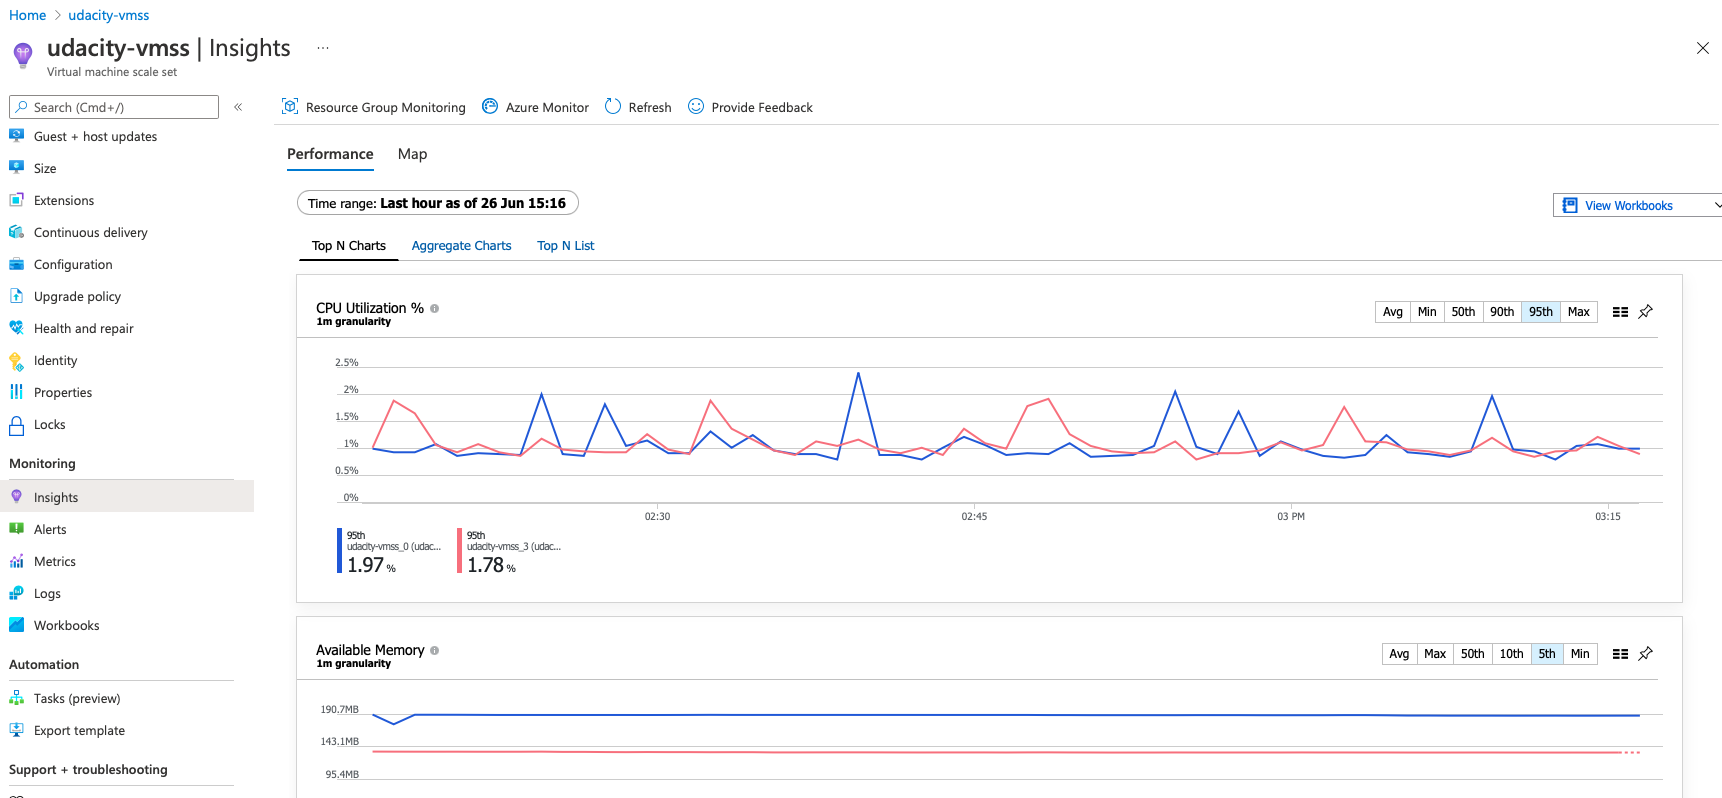 Home > udacity-vmss
udacity-vmss | Insights ...
Virtual machine scale set
Search (Cmd+/)
«
Guest + host updates
Size
Extensions
Continuous delivery
Configuration
Upgrade policy
Health and repair
Identity
Properties
Locks
Monitoring
Insights
Alerts
Metrics
Logs
Workbooks
Automation
Tasks (preview)
Export template
Support + troubleshooting
Resource Group Monitoring Azure Monitor Refresh Provide Feedback
Performance Map
Time range: Last hour as of 26 Jun 15:16
View Workbooks
Top N Charts Aggregate Charts Top N List
CPU Utilization %
1m granularity
Avg Min 50th 90th 95th Max
2.5%
2%
1.5%
1%
0.5%
0%
02:30 02:45 03 PM 03:15
95th
udacity-vmss_0 (udac...
1.97 %
95th
udacity-vmss_3 (udac...
1.78 %
Available Memory
1m granularity
Avg Max 50th 10th 5th Min
190.7MB
143.1MB
95.4MB